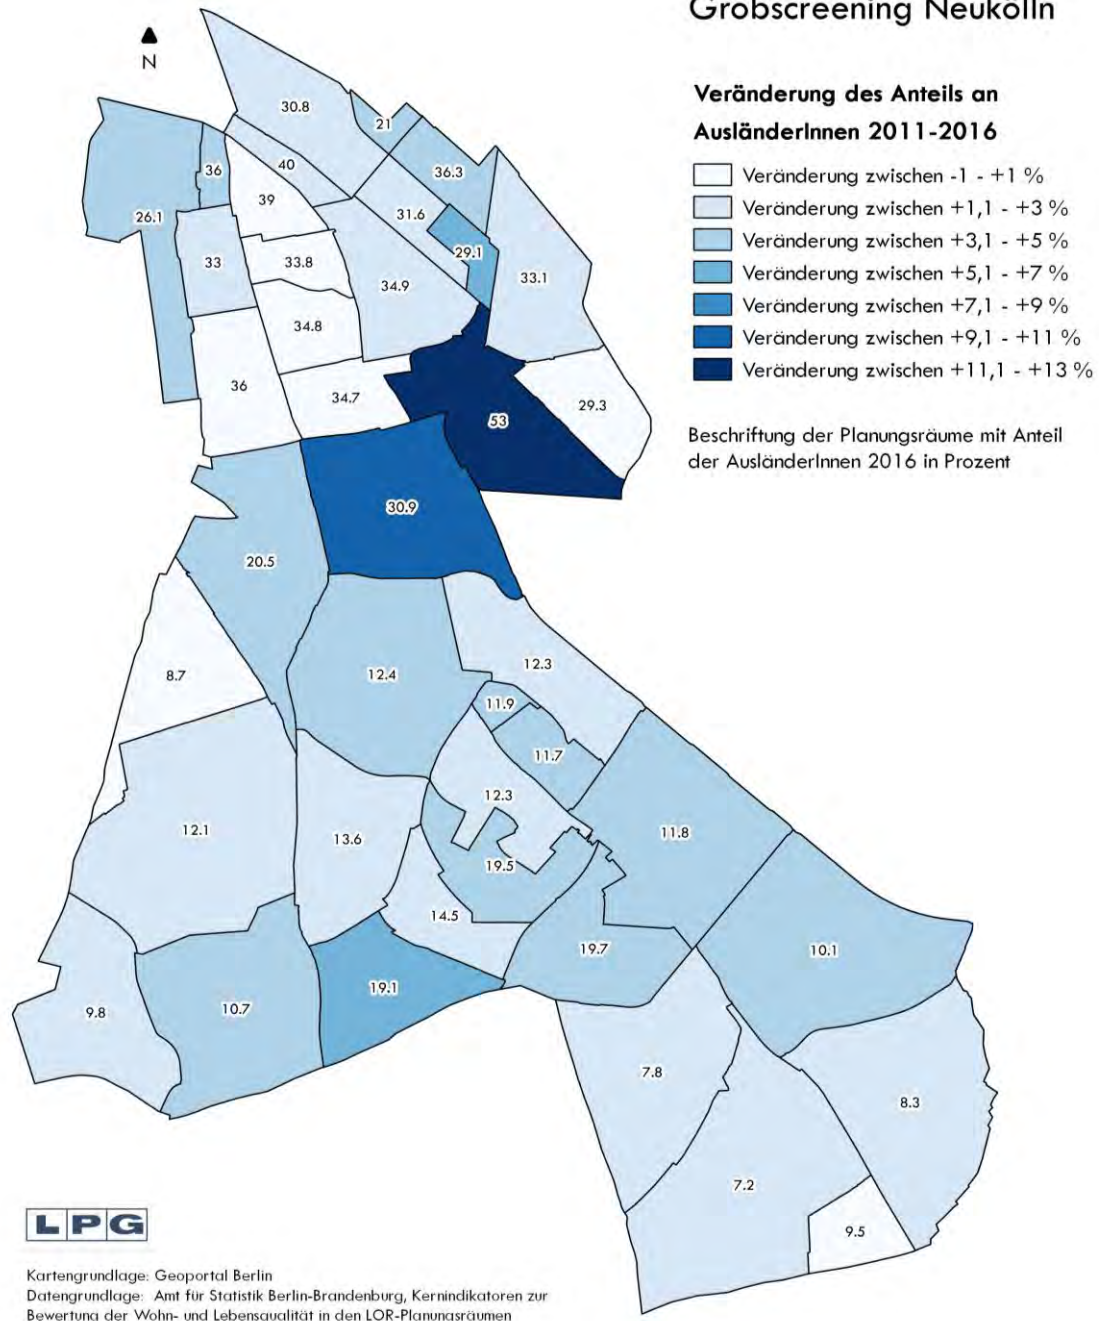 Grobscreening Neukölln
N
Veränderung des Anteils an
AusländerInnen 2011-2016
Veränderung zwischen -1 - +1 %
Veränderung zwischen +1,1 - +3 %
Veränderung zwischen +3,1 - +5 %
Veränderung zwischen +5,1 - +7 %
Veränderung zwischen +7,1 - +9 %
Veränderung zwischen +9,1 - +11 %
Veränderung zwischen +11,1 - +13 %
Beschriftung der Planungsräume mit Anteil
der AusländerInnen 2016 in Prozent
30.8
21
36
40
36.3
39
26.1
31.6
29.1
33
33.8
33.1
34.9
34.8
36
34.7
29.3
53
30.9
20.5
8.7
12.4
12.3
11.9
11.7
12.3
12.1
13.6
11.8
19.5
14.5
19.7
10.1
19.1
9.8
10.7
7.8
8.3
7.2
9.5
LPG
Kartengrundlage: Geoportal Berlin
Datengrundlage: Amt für Statistik Berlin-Brandenburg, Kernindikatoren zur
Bewertung der Wohn- und Lebensqualität in den LOR-Planungsräumen